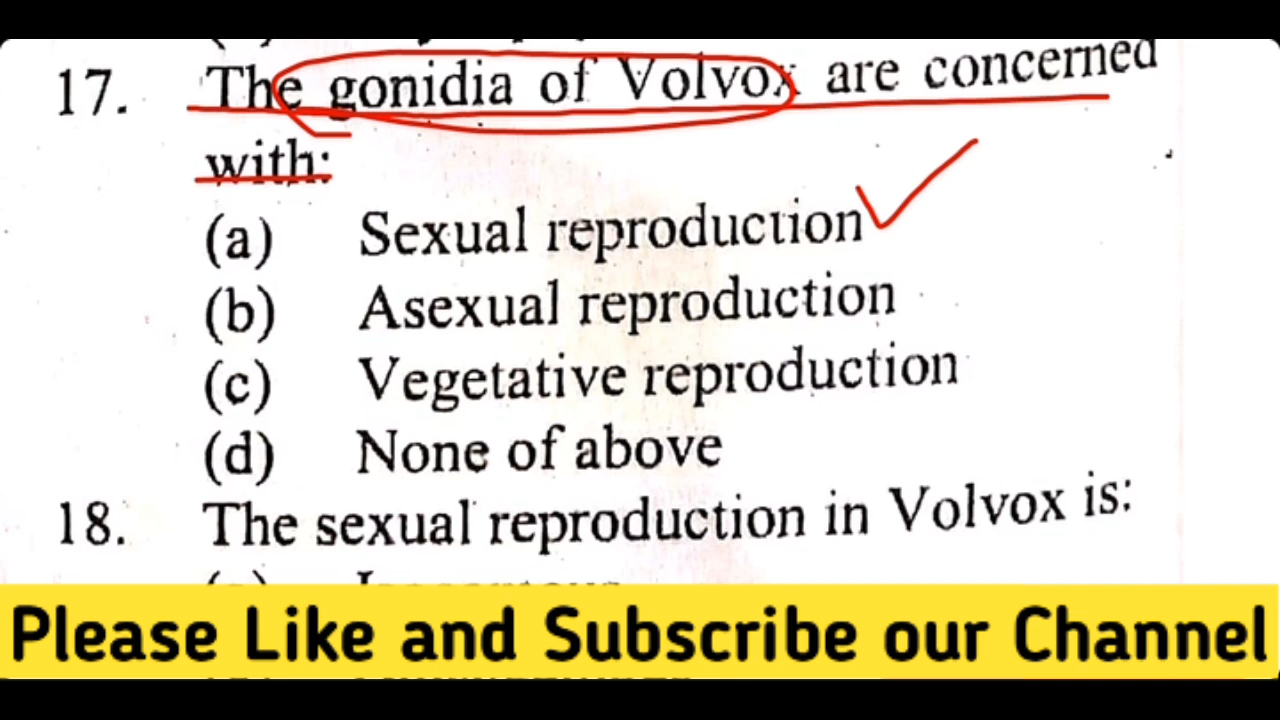 17. The gonidia of Volvox are concerned
with:
(a) Sexual reproduction
(b) Asexual reproduction
(c) Vegetative reproduction
(d) None of above
18. The sexual reproduction in Volvox is:
Please Like and Subscribe our Channel